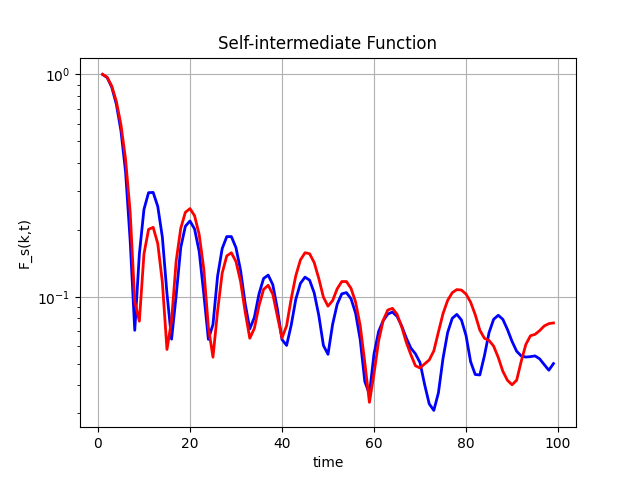 Self-intermediate Function
10⁰
10⁻¹
F_s(k,t)
0 20 40 60 80 100
time